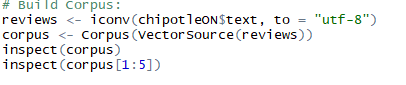 # Build Corpus:
reviews <- iconv(chipotleON$text, to = "utf-8")
corpus <- Corpus(VectorSource(reviews))
inspect(corpus)
inspect(corpus[1:5])